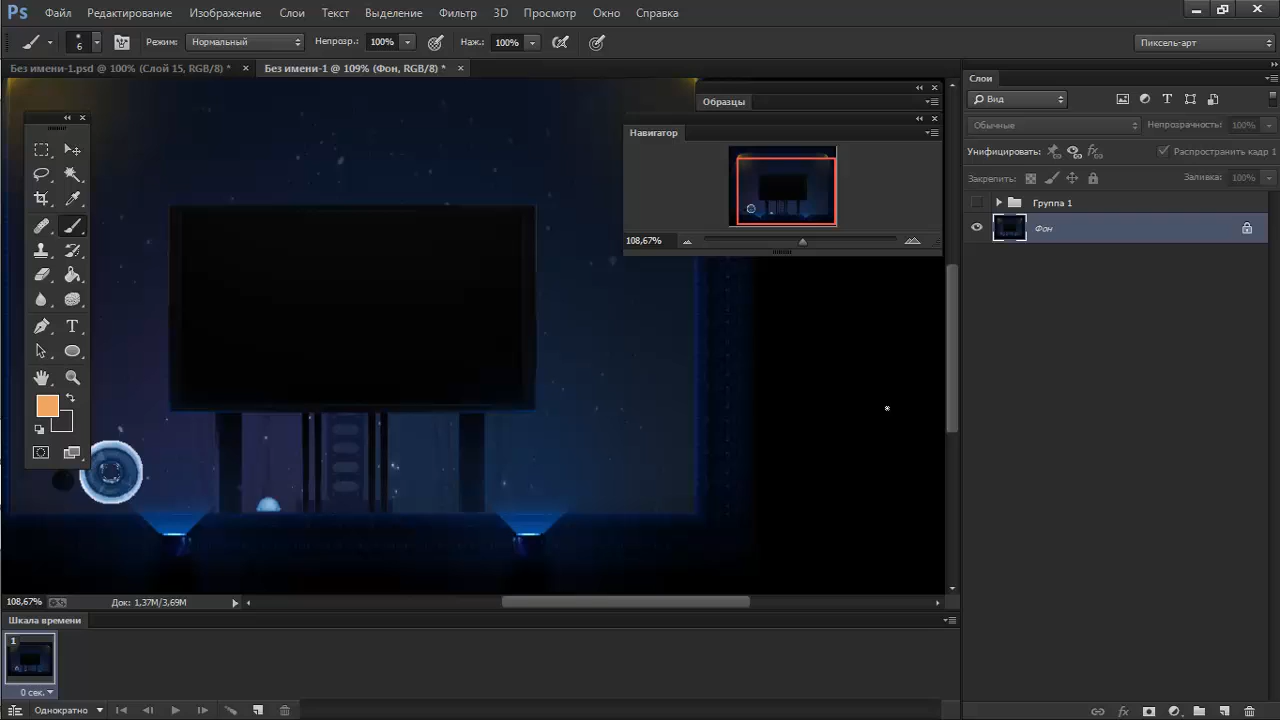 Ps Файл Редактирование Изображение Слои Текст Выделение Фильтр 3D Просмотр Окно Справка
6 Режим: Нормальный Непрозр.: 100% Наж.: 100% Пиксель-арт
Без имени-1.psd @ 100% (Слой 15, RGB/8) * × Без имени-1 @ 109% (Фон, RGB/8) * ×
Слои
Образцы
Вид
Навигатор
Обычные Непрозрачность: 100%
Унифицировать: Распространить кадр 1
Закрепить: Заливка: 100%
Группа 1
Фон
108,67%
108,67% Док: 1,37M/3,69M
Шкала времени
1
0 сек.
Однократно